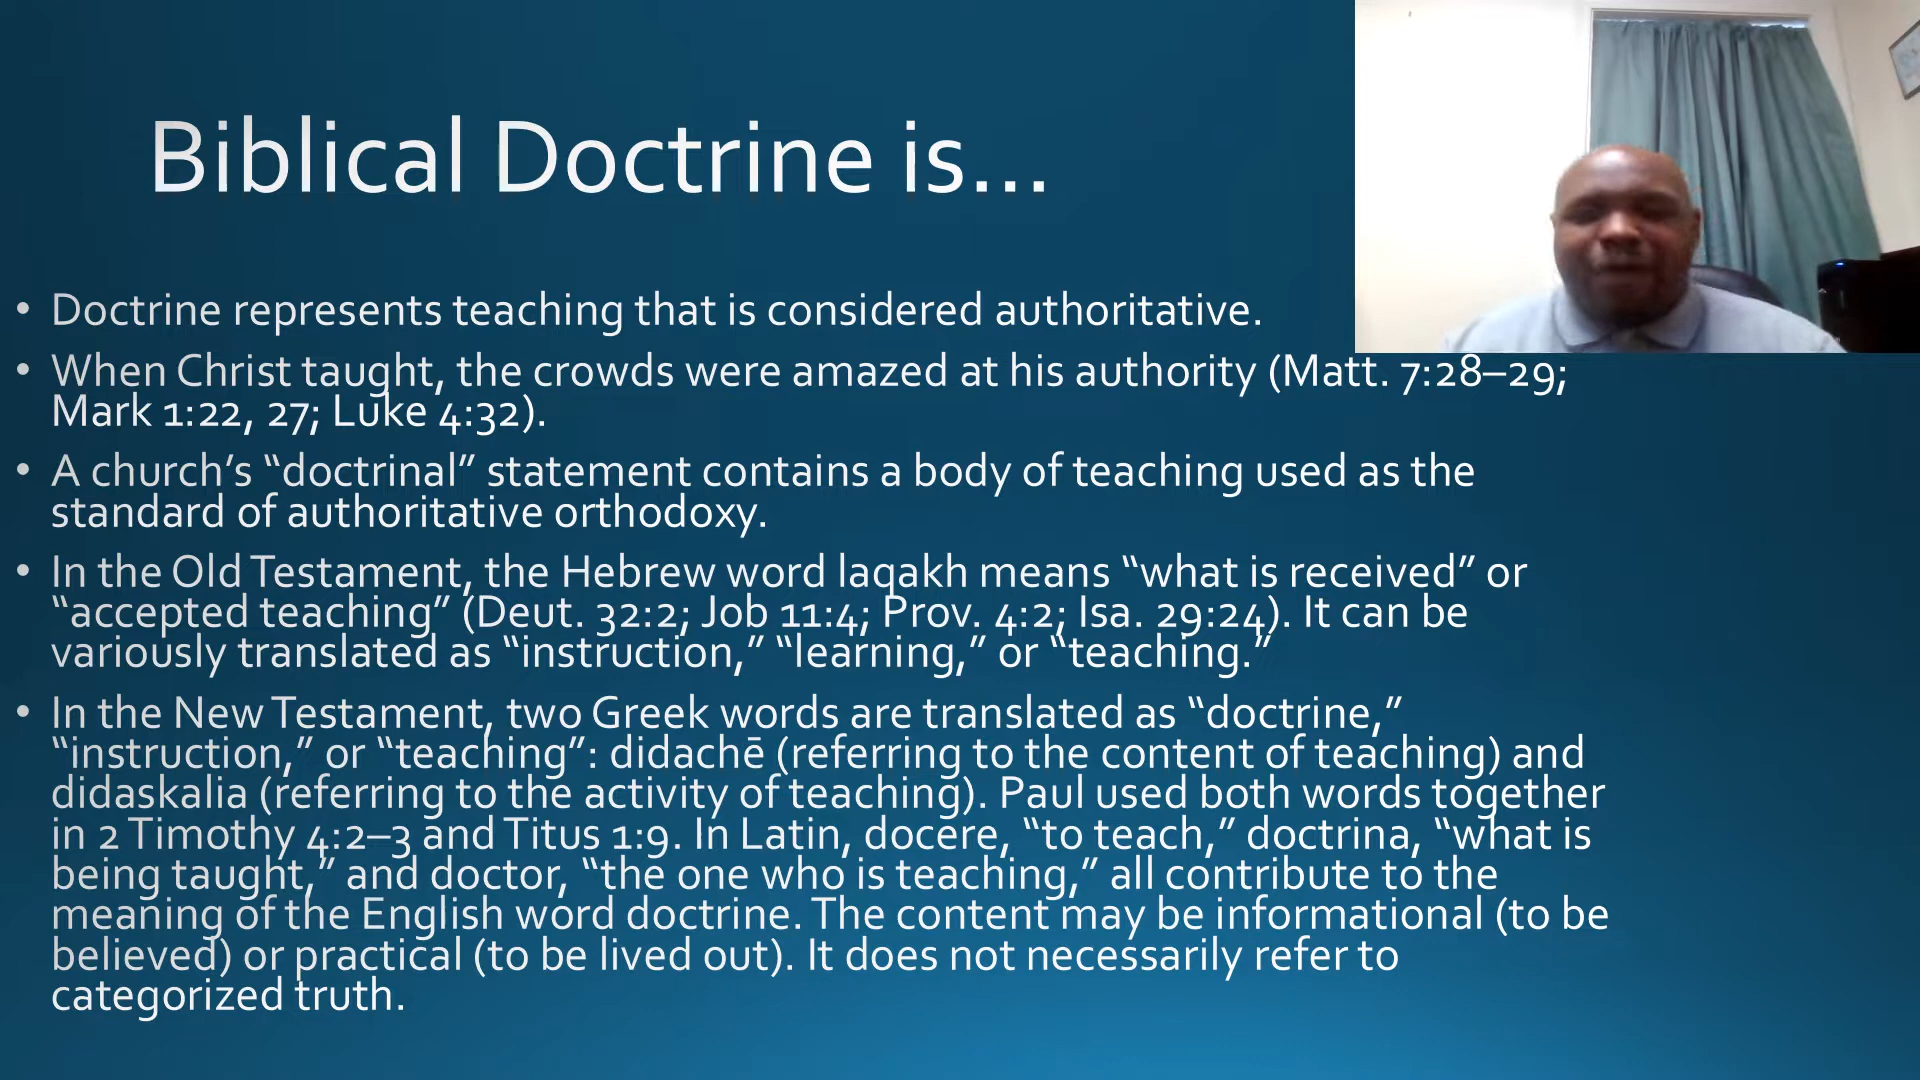 Biblical Doctrine is...
• Doctrine represents teaching that is considered authoritative.
• When Christ taught, the crowds were amazed at his authority (Matt. 7:28–29;
Mark 1:22, 27; Luke 4:32).
• A church’s “doctrinal” statement contains a body of teaching used as the
standard of authoritative orthodoxy.
• In the Old Testament, the Hebrew word laqakh means “what is received” or
“accepted teaching” (Deut. 32:2; Job 11:4; Prov. 4:2; Isa. 29:24). It can be
variously translated as “instruction,” “learning,” or “teaching.”
• In the New Testament, two Greek words are translated as “doctrine,”
“instruction,” or “teaching”: didachē (referring to the content of teaching) and
didaskalia (referring to the activity of teaching). Paul used both words together
in 2 Timothy 4:2–3 and Titus 1:9. In Latin, docere, “to teach,” doctrina, “what is
being taught,” and doctor, “the one who is teaching,” all contribute to the
meaning of the English word doctrine. The content may be informational (to be
believed) or practical (to be lived out). It does not necessarily refer to
categorized truth.